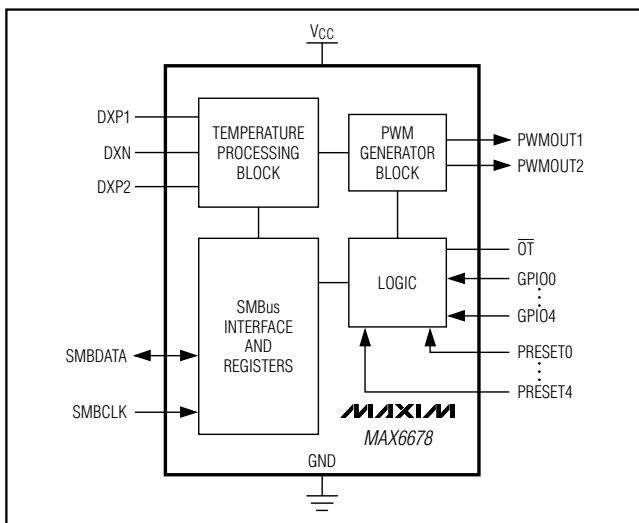 VCC
DXP1
DXN
DXP2
TEMPERATURE
PROCESSING
BLOCK
PWM
GENERATOR
BLOCK
PWMOUT1
PWMOUT2
SMBus
INTERFACE
AND
REGISTERS
LOGIC
OT
GPIO0
GPIO4
PRESET0
PRESET4
SMBDATA
SMBCLK
MAXIM
MAX6678
GND